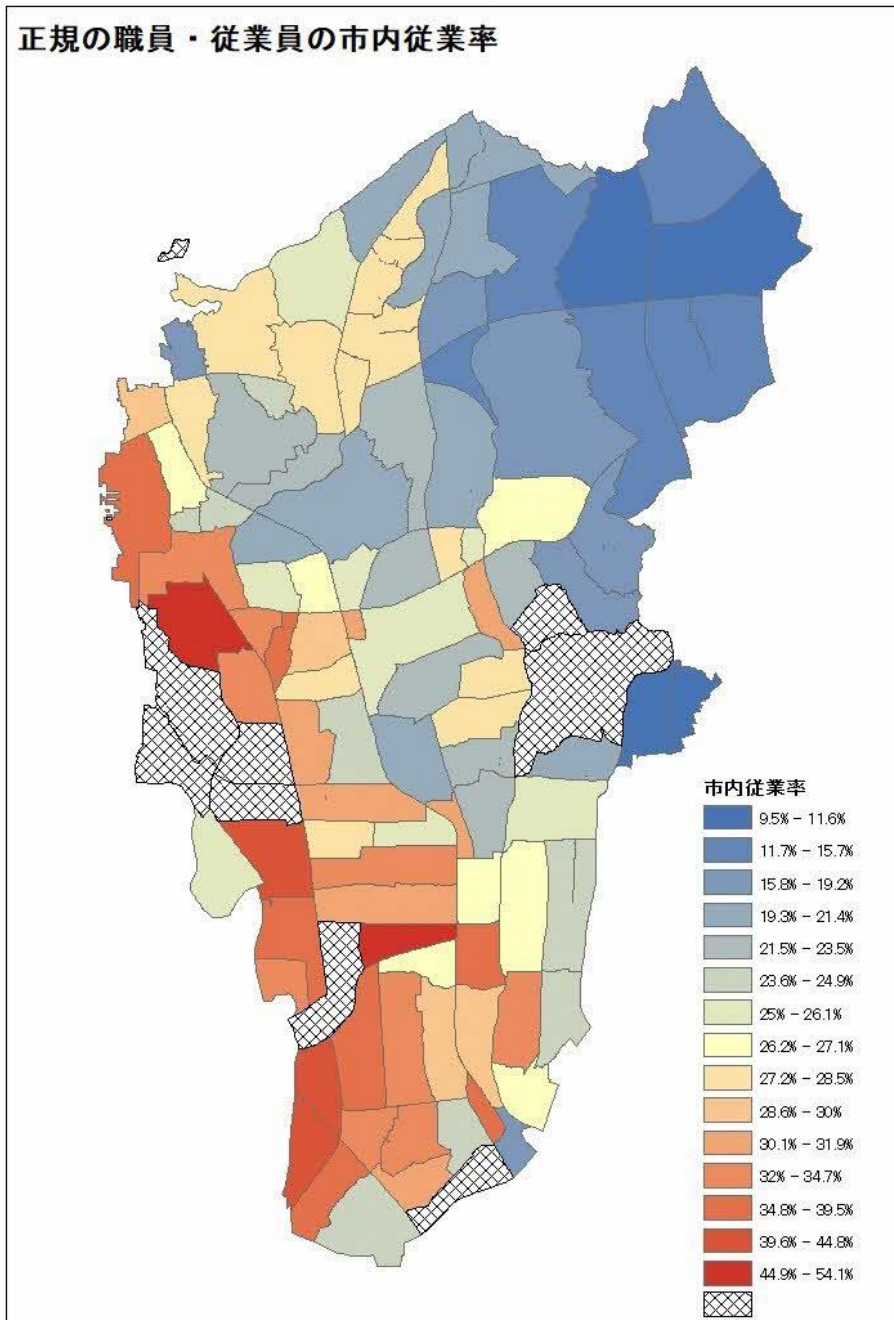 正規の職員・従業員の市内従業率
市内従業率
9.5% - 11.6%
11.7% - 15.7%
15.8% - 19.2%
19.3% - 21.4%
21.5% - 23.5%
23.6% - 24.9%
25% - 26.1%
26.2% - 27.1%
27.2% - 28.5%
28.6% - 30%
30.1% - 31.9%
32% - 34.7%
34.8% - 39.5%
39.6% - 44.8%
44.9% - 54.1%